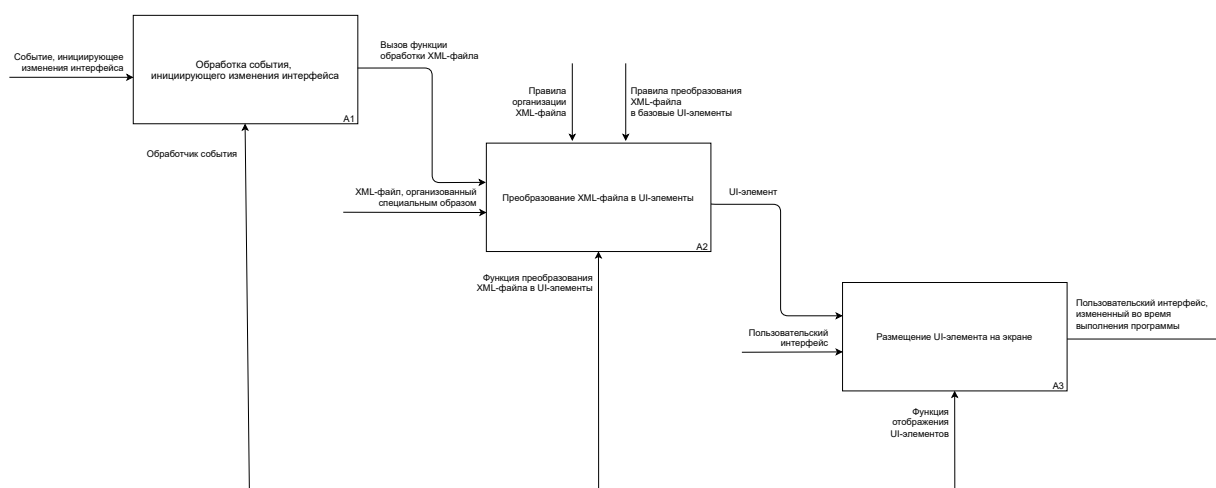 Событие, инициирующее
изменения интерфейса
Обработка события,
инициирующего изменения интерфейса
A1
Вызов функции
обработки XML-файла
Обработчик события
Правила
организации
XML-файла
Правила преобразования
XML-файла
в базовые UI-элементы
XML-файл, организованный
специальным образом
Преобразование XML-файла в UI-элементы
A2
UI-элемент
Функция преобразования
XML-файла в UI-элементы
Пользовательский
интерфейс
Размещение UI-элемента на экране
A3
Пользовательский интерфейс,
измененный во время
выполнения программы
Функция
отображения
UI-элементов